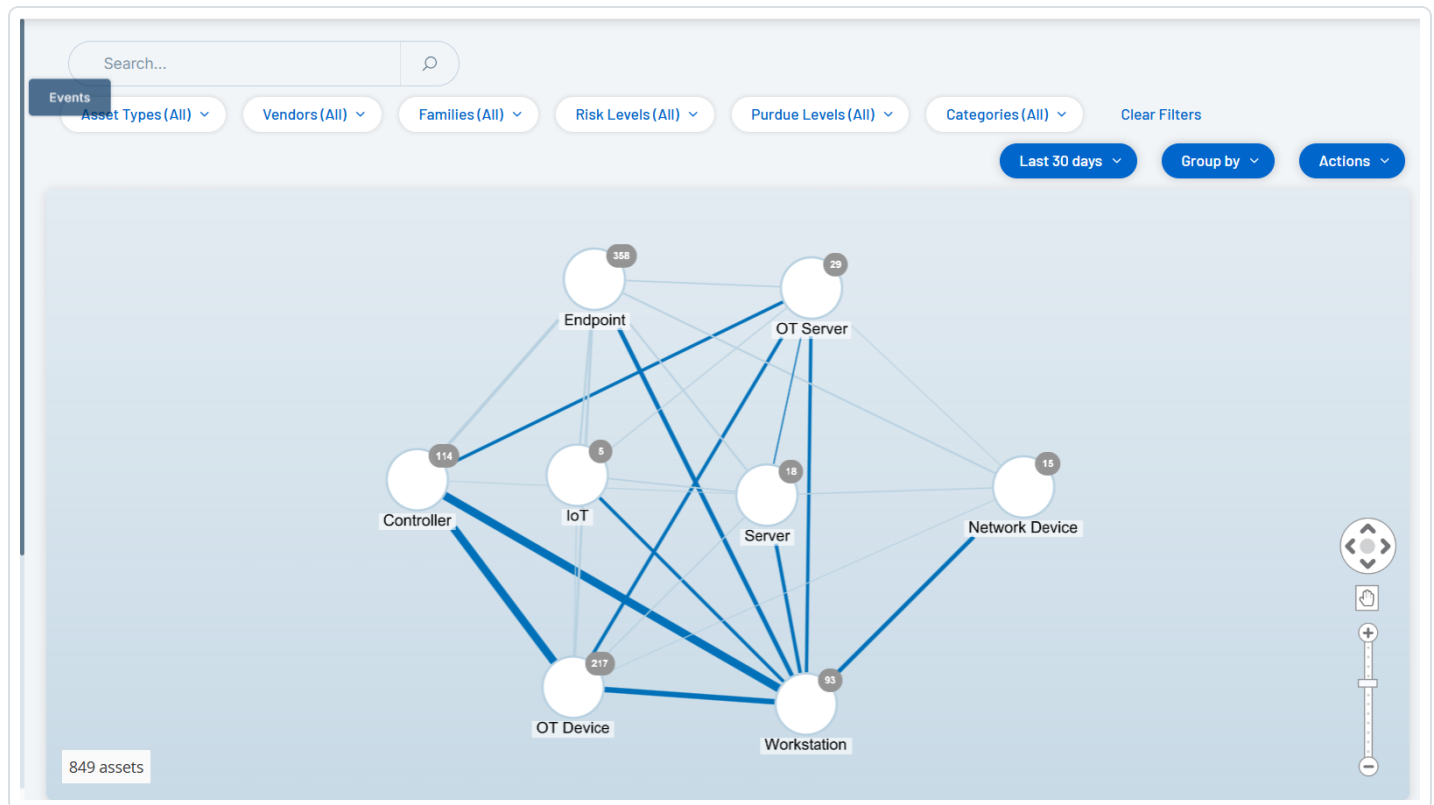 Search...
Events
Asset Types (All)
Vendors (All)
Families (All)
Risk Levels (All)
Purdue Levels (All)
Categories (All)
Clear Filters
Last 30 days
Group by
Actions
358
Endpoint
29
OT Server
114
Controller
5
IoT
18
Server
15
Network Device
217
OT Device
93
Workstation
849 assets